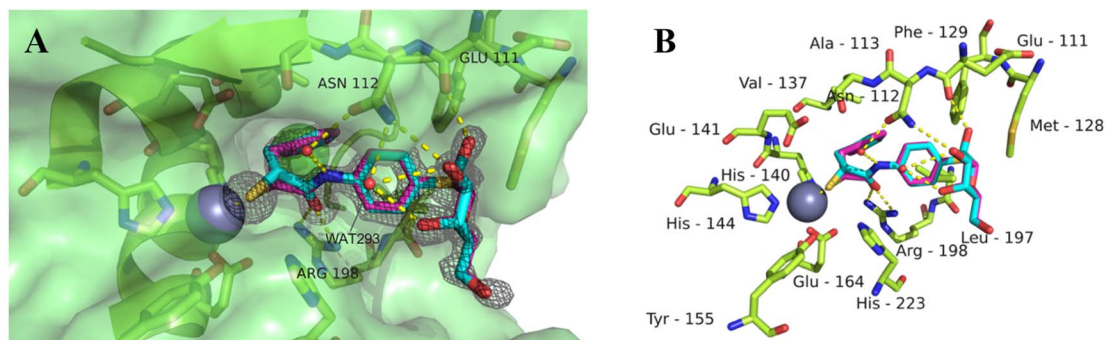 A
ASN 112
GLU 111
WAT293
ARG 198
B
Phe - 129
Ala - 113
Glu - 111
Val - 137
Asn - 112
Glu - 141
Met - 128
His - 140
His - 144
Leu - 197
Arg - 198
Glu - 164
His - 223
Tyr - 155